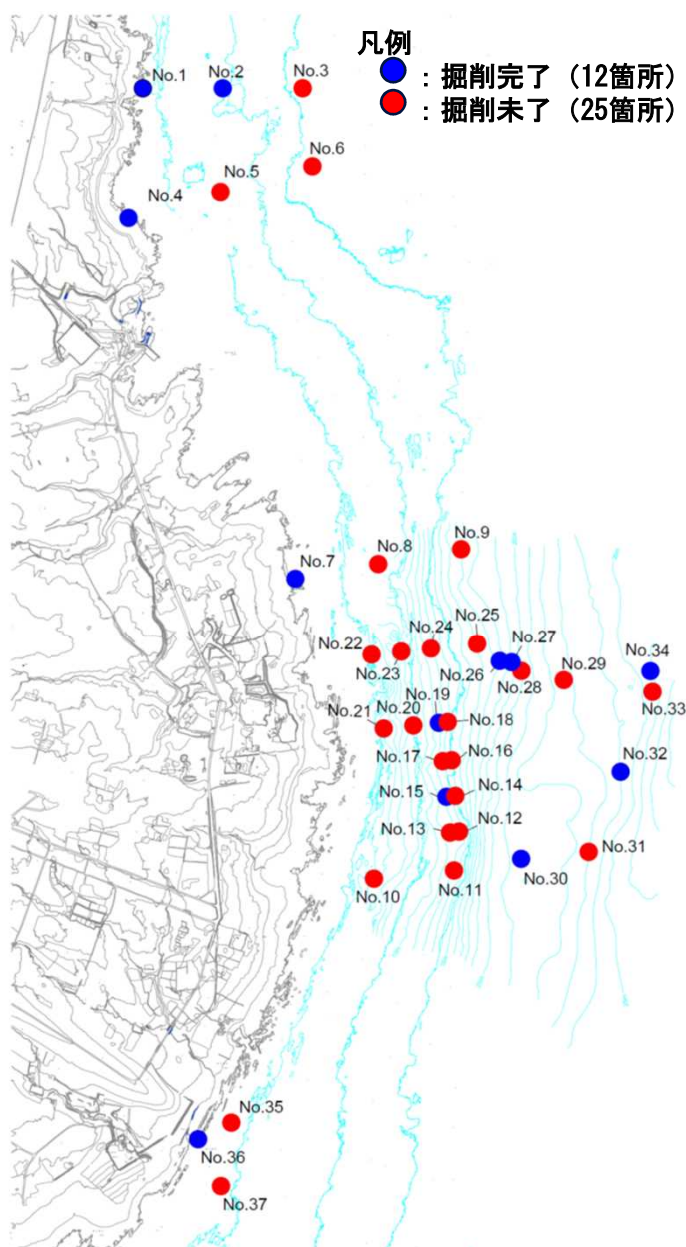 凡例
：掘削完了（12箇所）
：掘削未了（25箇所）
No.1
No.2
No.3
No.6
No.5
No.4
No.9
No.8
No.7
No.25
No.24
No.27
No.22
No.23
No.26
No.28
No.34
No.29
No.33
No.19
No.20
No.21
No.18
No.17
No.16
No.32
No.15
No.14
No.13
No.12
No.31
No.30
No.11
No.10
No.35
No.36
No.37